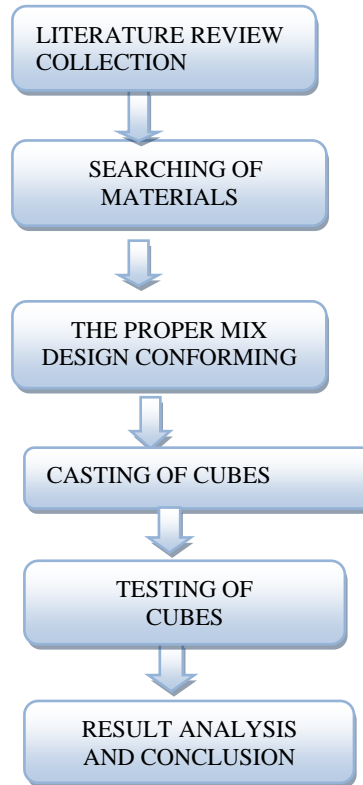 LITERATURE REVIEW
COLLECTION
SEARCHING OF
MATERIALS
THE PROPER MIX
DESIGN CONFORMING
CASTING OF CUBES
TESTING OF
CUBES
RESULT ANALYSIS
AND CONCLUSION